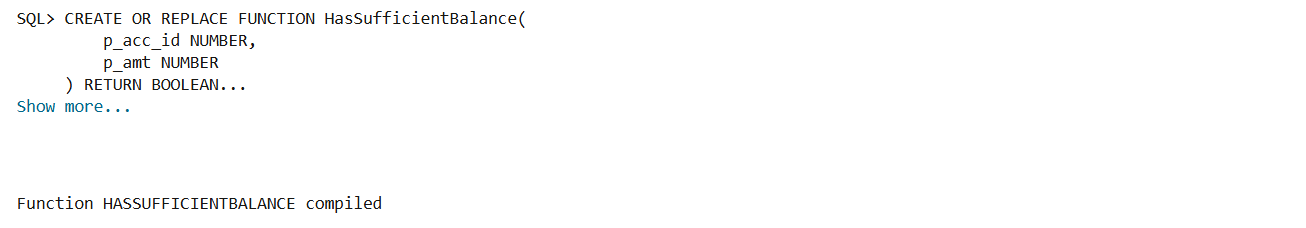 SQL> CREATE OR REPLACE FUNCTION HasSufficientBalance(
p_acc_id NUMBER,
p_amt NUMBER
) RETURN BOOLEAN...
Show more...
Function HASSUFFICIENTBALANCE compiled